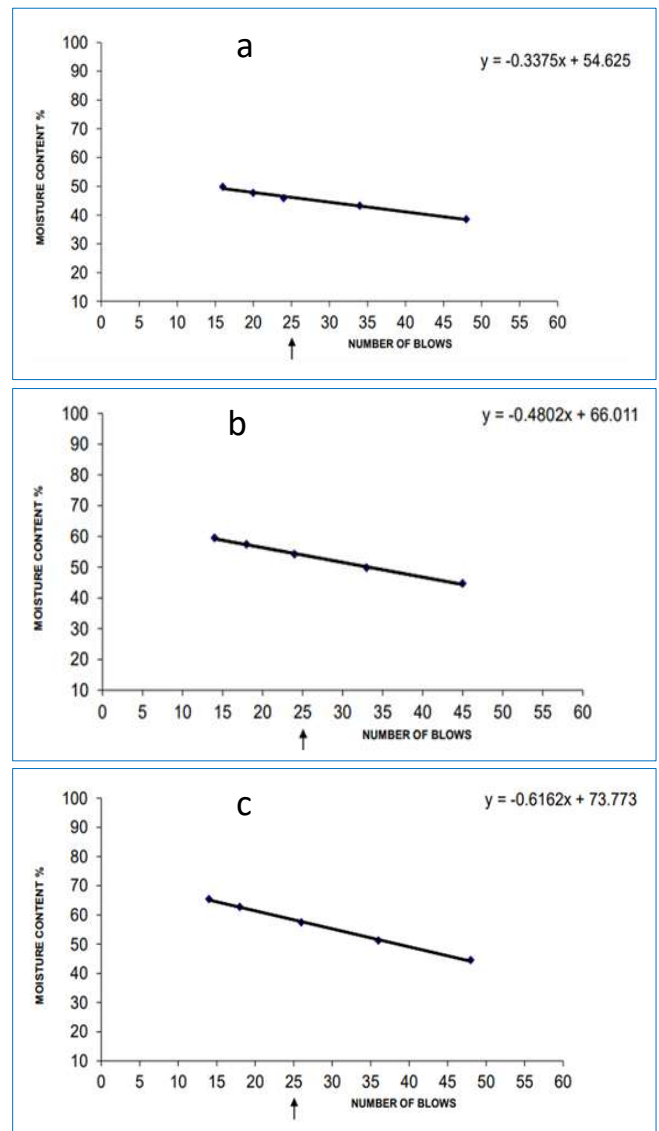 a
y = -0.3375x + 54.625
MOISTURE CONTENT %
100
90
80
70
60
50
40
30
20
10
0 5 10 15 20 25 30 35 40 45 50 55 60
NUMBER OF BLOWS
b
y = -0.4802x + 66.011
MOISTURE CONTENT %
100
90
80
70
60
50
40
30
20
10
0 5 10 15 20 25 30 35 40 45 50 55 60
NUMBER OF BLOWS
c
y = -0.6162x + 73.773
MOISTURE CONTENT %
100
90
80
70
60
50
40
30
20
10
0 5 10 15 20 25 30 35 40 45 50 55 60
NUMBER OF BLOWS